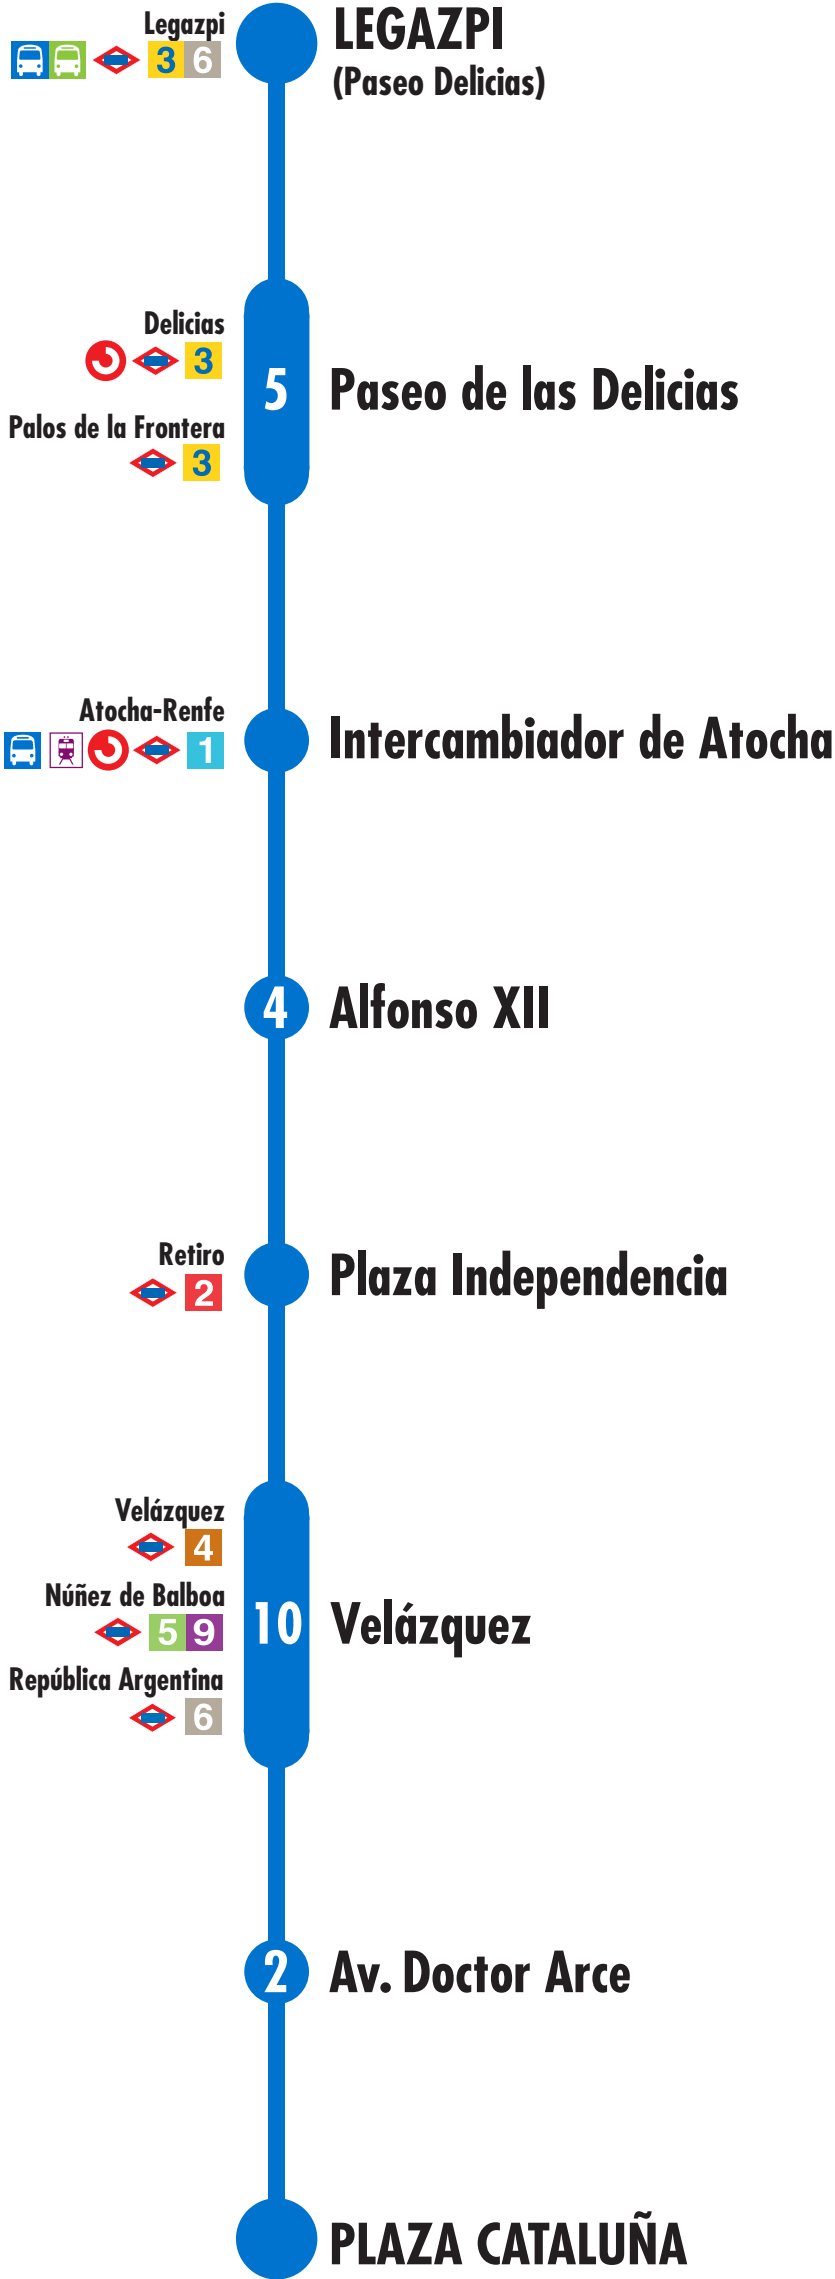 Legazpi
3 6
LEGAZPI
(Paseo Delicias)
Delicias
3
Palos de la Frontera
3
5
Paseo de las Delicias
Atocha-Renfe
1
Intercambiador de Atocha
4
Alfonso XII
Retiro
2
Plaza Independencia
Velázquez
4
Núñez de Balboa
5 9
República Argentina
6
10
Velázquez
2
Av. Doctor Arce
PLAZA CATALUÑA